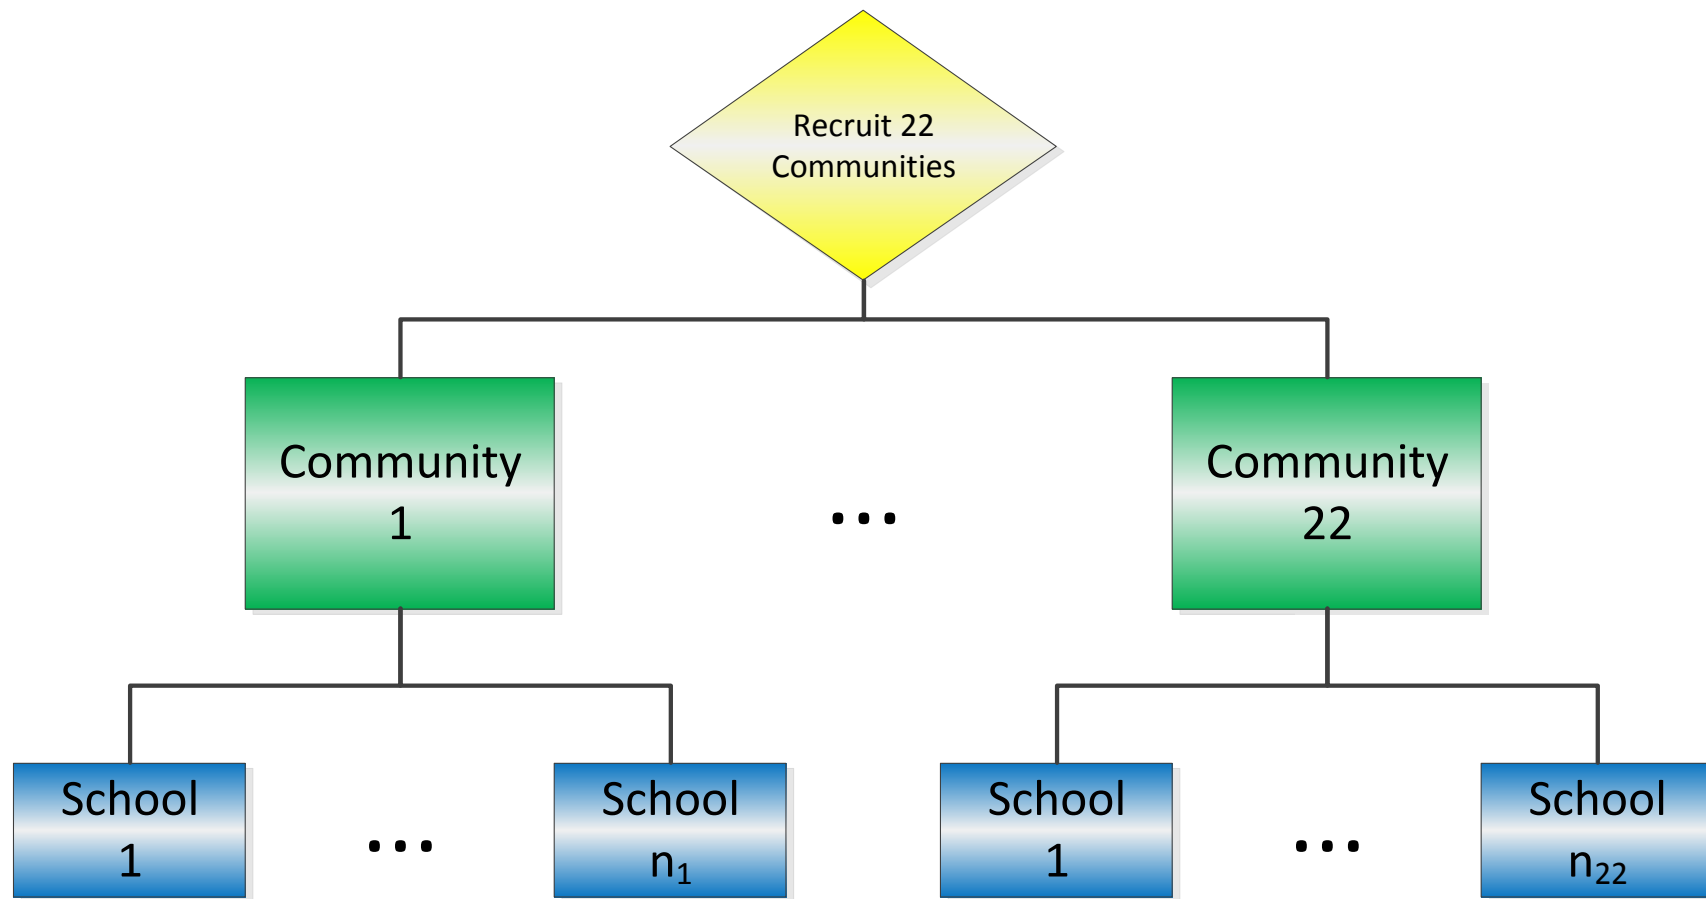 Recruit 22
Communities
Community
1
...
Community
22
School
1
...
School
n₁
School
1
...
School
n₂₂